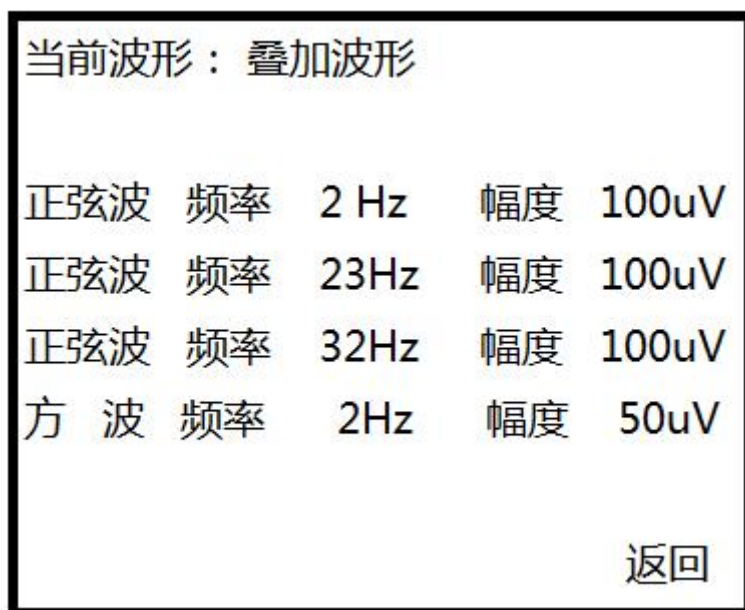 当前波形： 叠加波形
正弦波 频率 2 Hz 幅度 100uV
正弦波 频率 23Hz 幅度 100uV
正弦波 频率 32Hz 幅度 100uV
方 波 频率 2Hz 幅度 50uV
返回